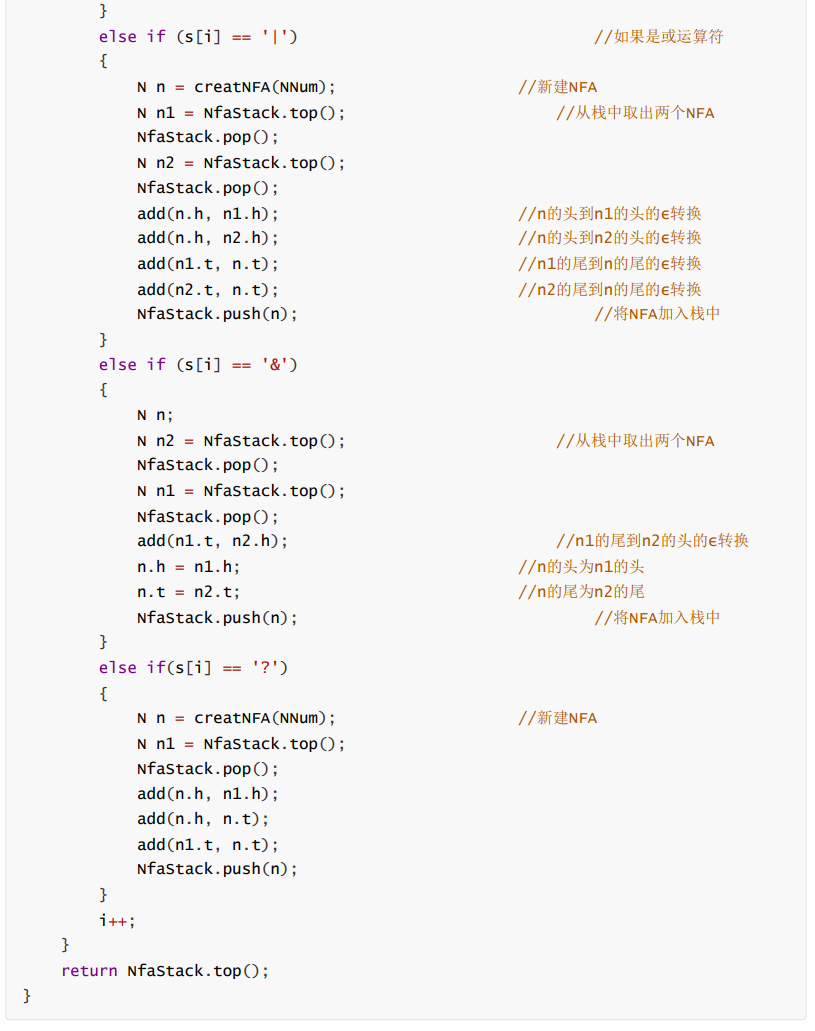 }
else if (s[i] == '|') //如果是或运算符
{
N n = creatNFA(NNum); //新建NFA
N n1 = NfaStack.top(); //从栈中取出两个NFA
NfaStack.pop();
N n2 = NfaStack.top();
NfaStack.pop();
add(n.h, n1.h); //n的头到n1的头的ϵ转换
add(n.h, n2.h); //n的头到n2的头的ϵ转换
add(n1.t, n.t); //n1的尾到n的尾的ϵ转换
add(n2.t, n.t); //n2的尾到n的尾的ϵ转换
NfaStack.push(n); //将NFA加入栈中
}
else if (s[i] == '&')
{
N n;
N n2 = NfaStack.top(); //从栈中取出两个NFA
NfaStack.pop();
N n1 = NfaStack.top();
NfaStack.pop();
add(n1.t, n2.h); //n1的尾到n2的头的ϵ转换
n.h = n1.h; //n的头为n1的头
n.t = n2.t; //n的尾为n2的尾
NfaStack.push(n); //将NFA加入栈中
}
else if(s[i] == '?')
{
N n = creatNFA(NNum); //新建NFA
N n1 = NfaStack.top();
NfaStack.pop();
add(n.h, n1.h);
add(n.h, n.t);
add(n1.t, n.t);
NfaStack.push(n);
}
i++;
}
return NfaStack.top();
}